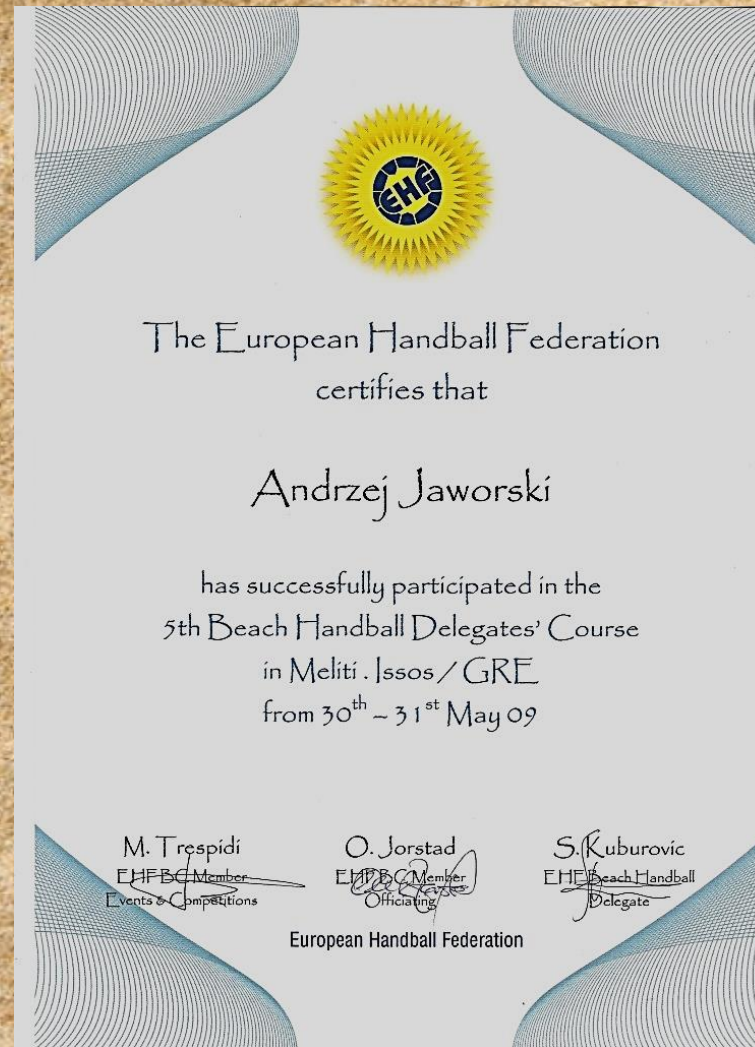 EHF
The European Handball Federation
certifies that
Andrzej Jaworski
has successfully participated in the
5th Beach Handball Delegates' Course
in Meliti . Issos / GRE
from 30th – 31st May 09
M. Trespidi O. Jorstad S. Kuburovic
EHF BC Member EHF BC Member EHF Beach Handball
Events & Competitions Officiating Delegate
European Handball Federation